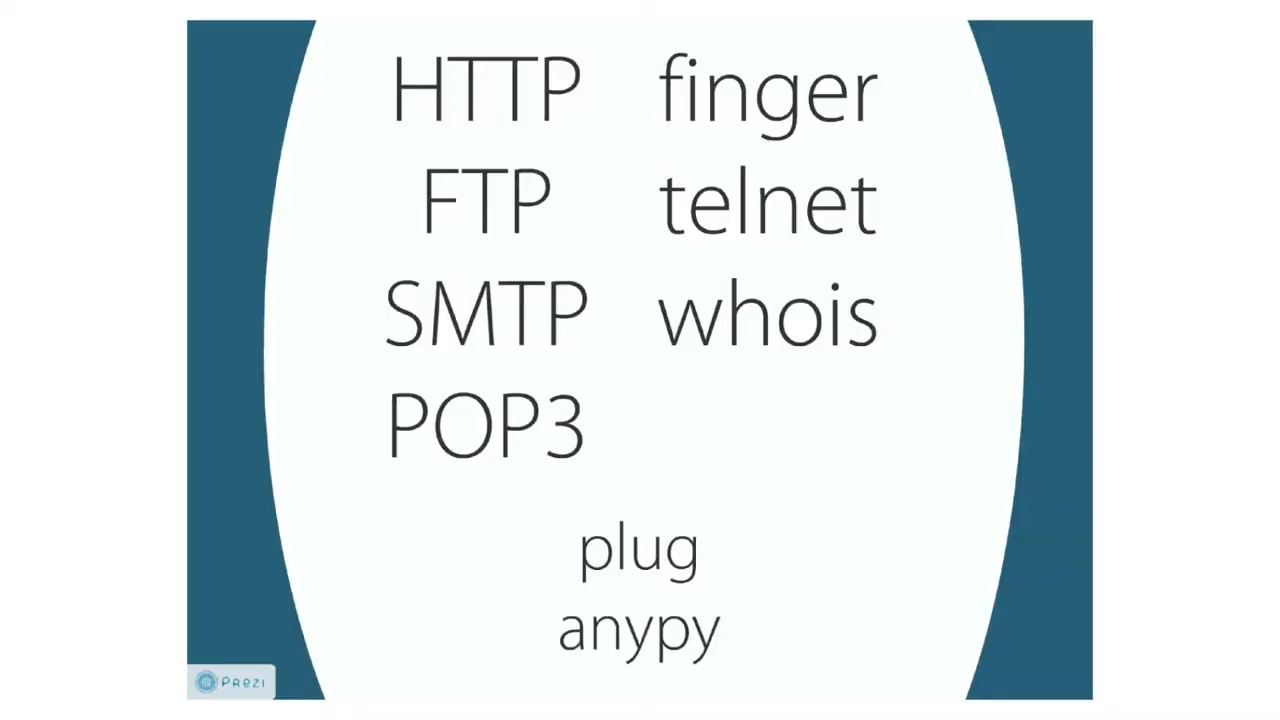 HTTP finger
FTP telnet
SMTP whois
POP3
plug
anypy
Prezi